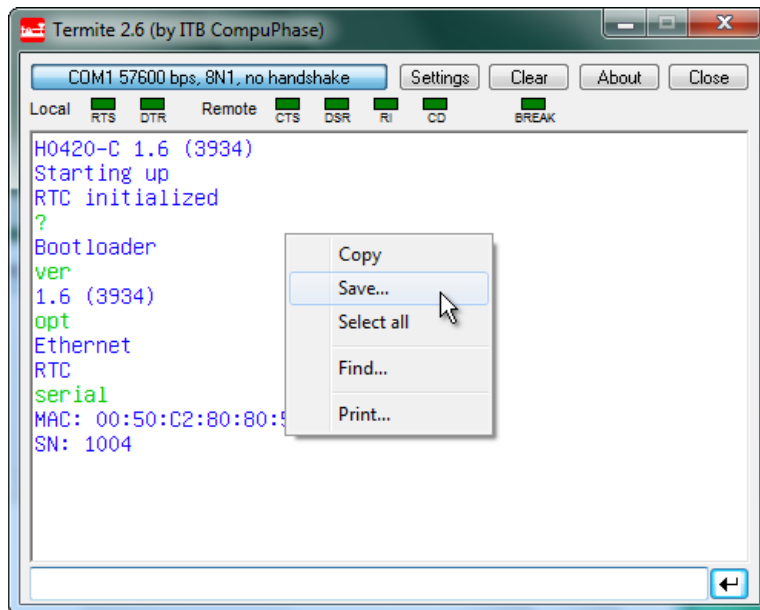 Termite 2.6 (by ITB CompuPhase)
COM1 57600 bps, 8N1, no handshake Settings Clear About Close
Local RTS DTR Remote CTS DSR RI CD BREAK
H0420-C 1.6 (3934)
Starting up
RTC initialized
?
Bootloader
ver
1.6 (3934)
opt
Ethernet
RTC
serial
MAC: 00:50:C2:80:80:
SN: 1004
Copy
Save...
Select all
Find...
Print...